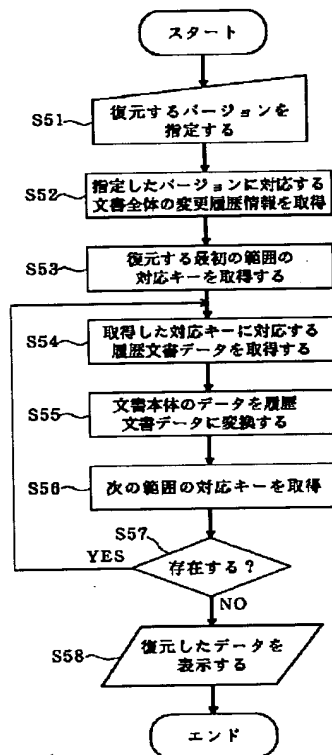 スタート
S51
復元するバージョンを
指定する
S52
指定したバージョンに対応する
文書全体の変更履歴情報を取得
S53
復元する最初の範囲の
対応キーを取得する
S54
取得した対応キーに対応する
履歴文書データを取得する
S55
文書本体のデータを履歴
文書データに変換する
S56
次の範囲の対応キーを取得
S57
YES
存在する?
NO
S58
復元したデータを
表示する
エンド